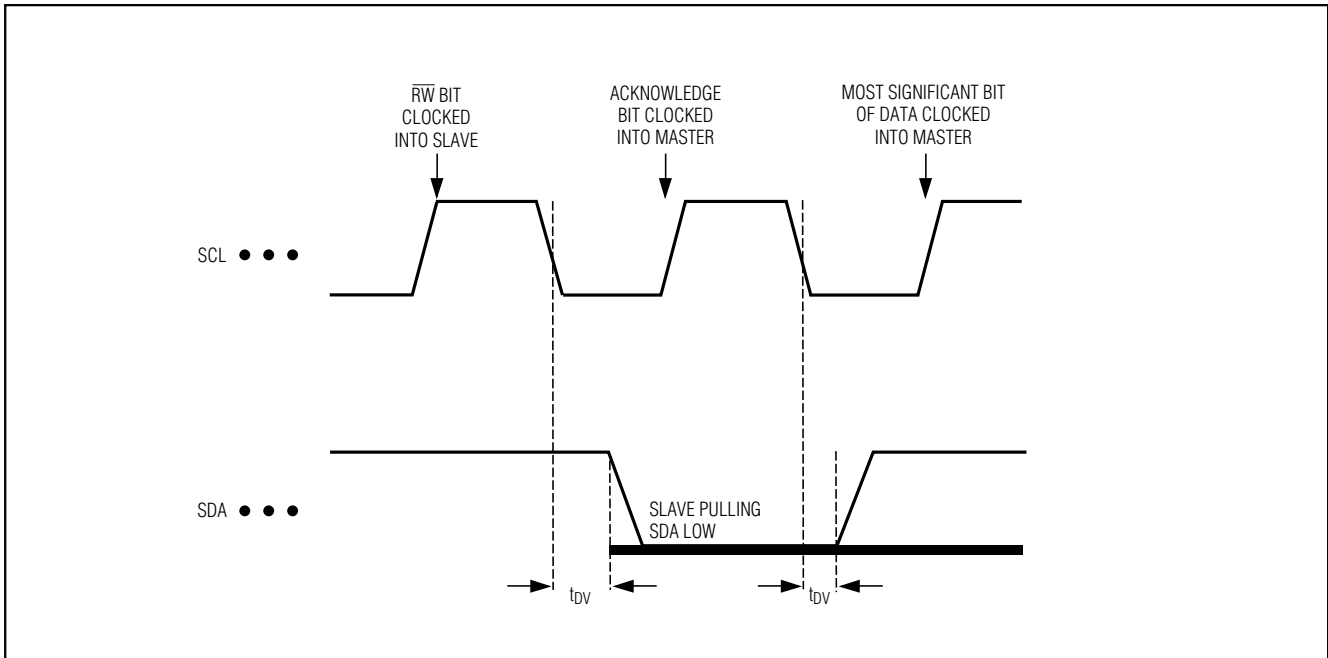 R̅W̅ BIT
CLOCKED
INTO SLAVE
ACKNOWLEDGE
BIT CLOCKED
INTO MASTER
MOST SIGNIFICANT BIT
OF DATA CLOCKED
INTO MASTER
SCL
SDA
SLAVE PULLING
SDA LOW
tDV
tDV